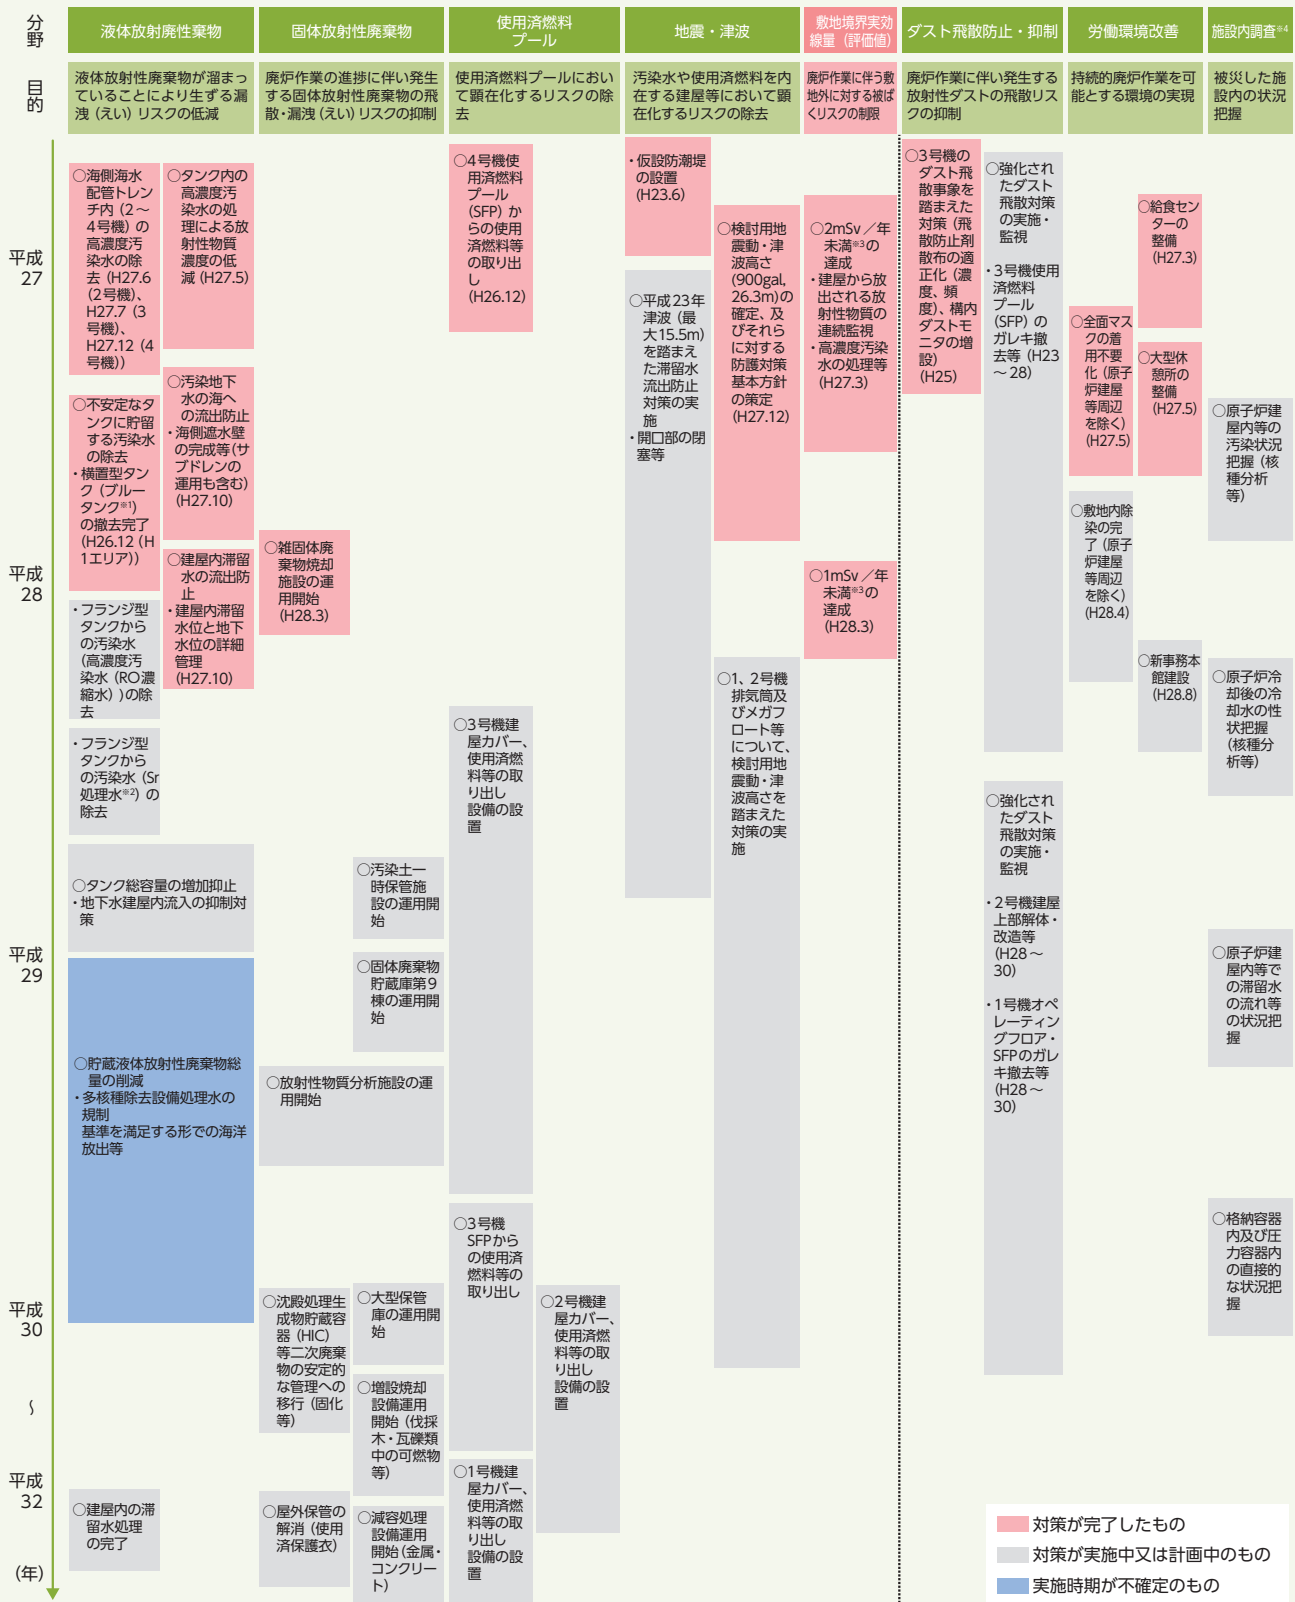 分野
液体放射廃性棄物
固体放射性廃棄物
使用済燃料
プール
地震・津波
敷地境界実効
線量（評価値）
ダスト飛散防止・抑制
労働環境改善
施設内調査※4
目的
液体放射性廃棄物が溜まっ
ていることにより生ずる漏
洩（えい）リスクの低減
廃炉作業の進捗に伴い発生
する固体放射性廃棄物の飛
散・漏洩（えい）リスクの抑制
使用済燃料プールにおい
て顕在化するリスクの除
去
汚染水や使用済燃料を内
在する建屋等において顕
在化するリスクの除去
廃炉作業に伴う敷
地外に対する被ば
くリスクの制限
廃炉作業に伴い発生する
放射性ダストの飛散リス
クの抑制
持続的廃炉作業を可
能とする環境の実現
被災した施
設内の状況
把握
平成
27
平成
28
平成
29
平成
30
〜
平成
32
（年）
○海側海水
配管トレン
チ内（2〜
4号機）の
高濃度汚
染水の除
去（H27.6
（2号機）、
H27.7（3
号機）、
H27.12（4
号機））
○タンク内の
高濃度汚
染水の処
理による放
射性物質
濃度の低
減（H27.5）
○不安定なタ
ンクに貯留
する汚染水
の除去
・横置型タン
ク（ブルー
タンク※1）
の撤去完了
（H26.12（H
1エリア））
○汚染地下
水の海へ
の流出防止
・海側遮水壁
の完成等（サ
ブドレンの
運用も含む）
（H27.10）
○建屋内滞留
水の流出防
止
・建屋内滞留
水位と地下
水位の詳細
管理
（H27.10）
・フランジ型
タンクから
の汚染水
（高濃度汚
染水（RO濃
縮水））の除
去
・フランジ型
タンクから
の汚染水（Sr
処理水※2）の
除去
○タンク総容量の増加抑止
・地下水建屋内流入の抑制対
策
○貯蔵液体放射性廃棄物総
量の削減
・多核種除去設備処理水の
規制
基準を満足する形での海洋
放出等
○建屋内の滞
留水処理
の完了
○雑固体廃
棄物焼却
施設の運
用開始
（H28.3）
○汚染土一
時保管施
設の運用開
始
○固体廃棄物
貯蔵庫第9
棟の運用開
始
○放射性物質分析施設の運
用開始
○沈殿処理生
成物貯蔵容
器（HIC）
等二次廃棄
物の安定的
な管理への
移行（固化
等）
○大型保管
庫の運用開
始
○増設焼却
設備運用
開始（伐採
木・瓦礫類
中の可燃物
等）
○屋外保管の
解消（使用
済保護衣）
○減容処理
設備運用
開始（金属・
コンクリー
ト）
○4号機使
用済燃料
プール
（SFP）か
らの使用
済燃料等
の取り出
し
（H26.12）
○3号機建
屋カバー、
使用済燃
料等の取
り出し
設備の設
置
○3号機
SFPから
の使用済
燃料等の
取り出し
○2号機建
屋カバー、
使用済燃
料等の取
り出し
設備の設
置
○1号機建
屋カバー、
使用済燃
料等の取
り出し
設備の設
置
・仮設防潮堤
の設置
（H23.6）
○平成23年
津波（最
大15.5m）
を踏まえ
た滞留水
流出防止
対策の実
施
・開口部の閉
塞等
○検討用地
震動・津
波高さ
（900gal,
26.3m）の
確定、及
びそれら
に対する
防護対策
基本方針
の策定
（H27.12）
○1、2号機
排気筒及
びメガフ
ロート等
について、
検討用地
震動・津
波高さを
踏まえた
対策の実
施
○2mSv／年
未満※3の
達成
・建屋から放
出される放
射性物質の
連続監視
・高濃度汚染
水の処理等
（H27.3）
○1mSv／年
未満※3の
達成
（H28.3）
○3号機の
ダスト飛
散事象を
踏まえた
対策（飛
散防止剤
散布の適
正化（濃
度、頻
度）、構内
ダストモ
ニタの増
設）
（H25）
○強化され
たダスト
飛散対策
の実施・
監視
・3号機使用
済燃料
プール
（SFP）の
ガレキ撤
去等（H23
〜28）
○強化され
たダスト
飛散対策
の実施・
監視
・2号機建屋
上部解体・
改造等
（H28〜
30）
・1号機オペ
レーティン
グフロア・
SFPのガレ
キ撤去等
（H28〜
30）
○給食セン
ターの
整備
（H27.3）
○全面マス
クの着
用不要
化（原子
炉建屋
等周辺
を除く）
（H27.5）
○大型休
憩所の
整備
（H27.5）
○敷地内除
染の完
了（原子
炉建屋
等周辺
を除く）
（H28.4）
○新事務本
館建設
（H28.8）
○原子炉建
屋内等の
汚染状況
把握（核
種分析
等）
○原子炉冷
却後の冷
却水の性
状把握
（核種分
析等）
○原子炉建
屋内等で
の滞留水
の流れ等
の状況把
握
○格納容器
内及び圧
力容器内
の直接的
な状況把
握
対策が完了したもの
対策が実施中又は計画中のもの
実施時期が不確定のもの